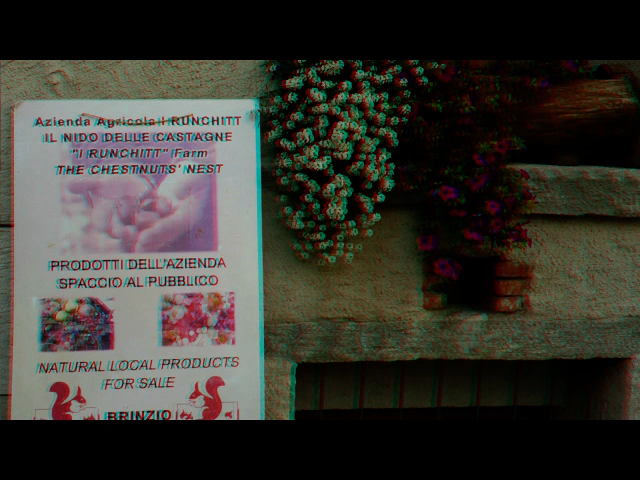 Azienda Agricola I RUNCHITT
IL NIDO DELLE CASTAGNE
"I RUNCHITT" Farm
THE CHESTNUTS' NEST
PRODOTTI DELL'AZIENDA
SPACCIO AL PUBBLICO
NATURAL LOCAL PRODUCTS
FOR SALE
BRINZIO